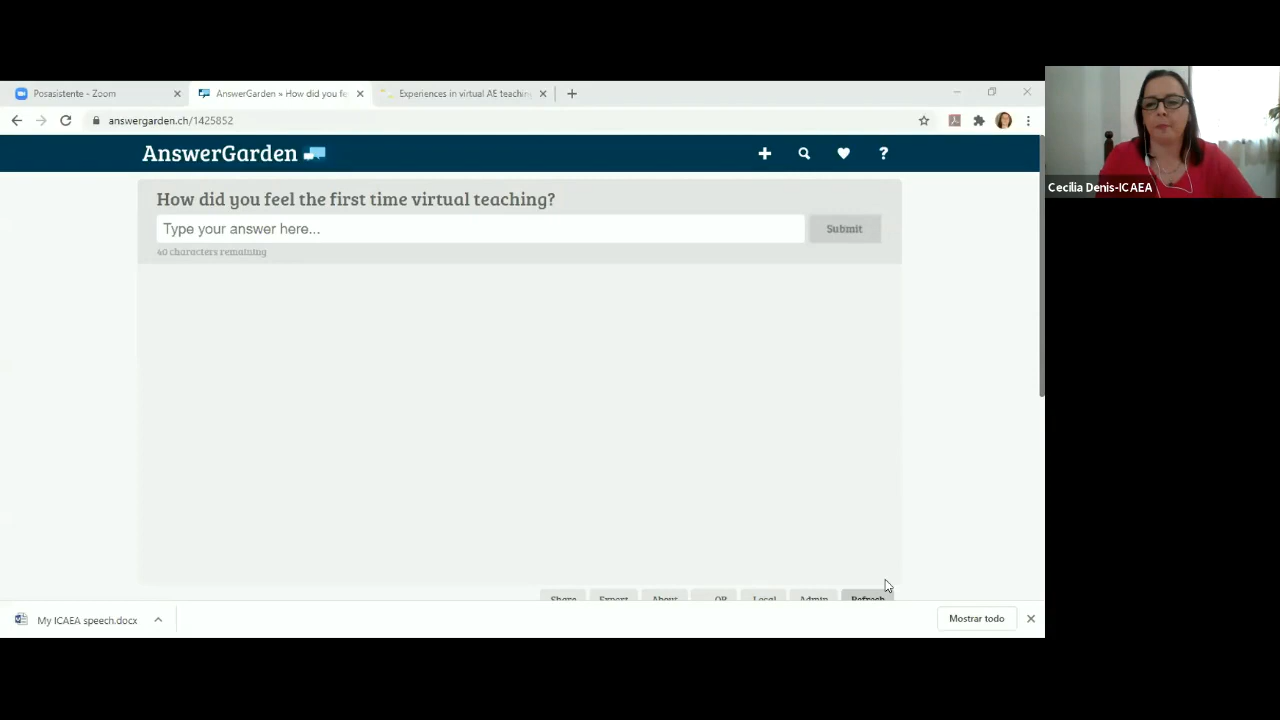 Posasistente - Zoom
AnswerGarden » How did you fe
Experiences in virtual AE teaching
answergarden.ch/1425852
AnswerGarden
How did you feel the first time virtual teaching?
Type your answer here...
Submit
40 characters remaining
Share Export About QR Local Admin Refresh
My ICAEA speech.docx
Mostrar todo
Cecilia Denis-ICAEA